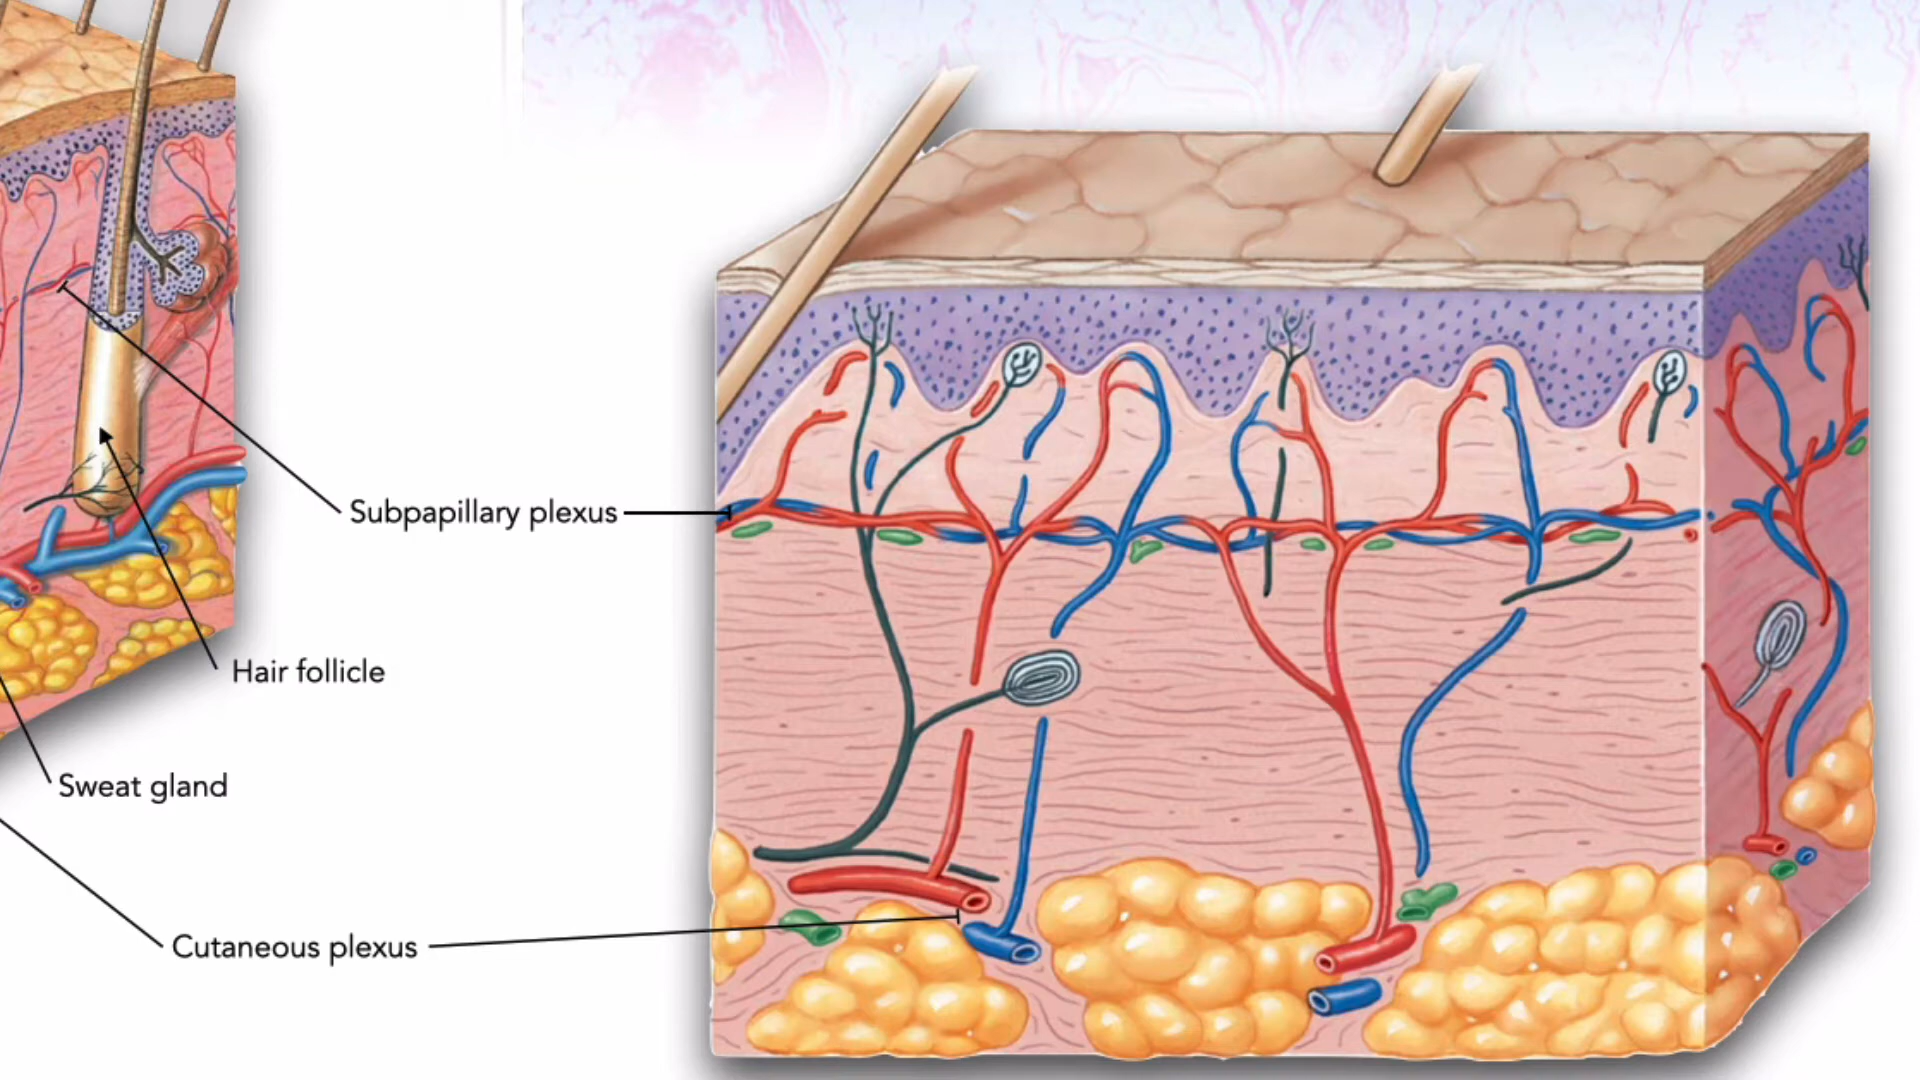 Subpapillary plexus
Hair follicle
Sweat gland
Cutaneous plexus